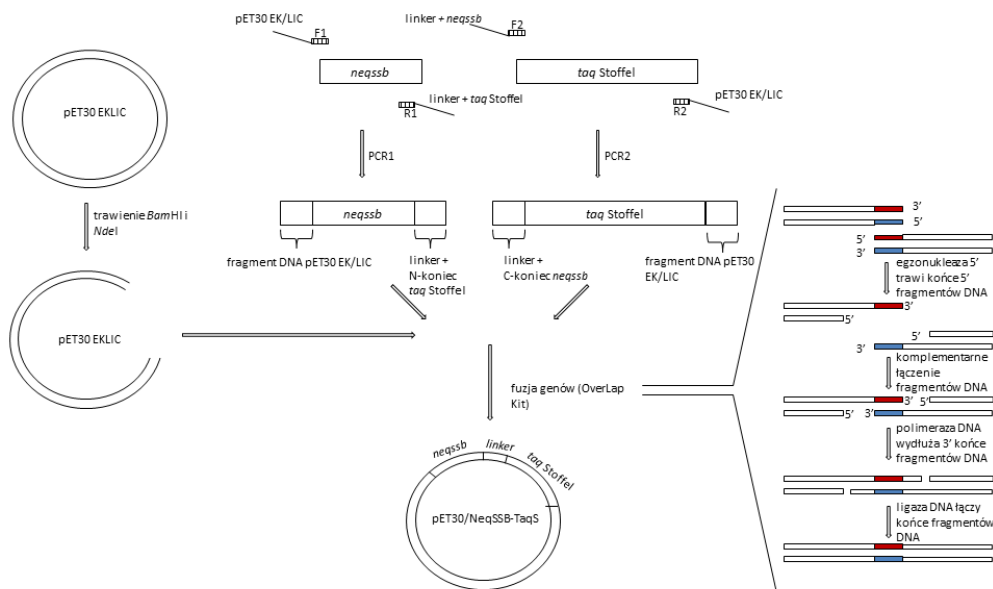 pET30 EK/LIC
F1
linker + neqssb
F2
neqssb
taq Stoffel
pET30 EKLIC
R1
linker + taq Stoffel
R2
pET30 EK/LIC
PCR1
PCR2
trawienie BamHI i
NdeI
neqssb
taq Stoffel
fragment DNA pET30 EK/LIC
linker +
N-koniec
taq Stoffel
linker +
C-koniec neqssb
fragment DNA pET30
EK/LIC
pET30 EKLIC
fuzja genów (OverLap
Kit)
neqssb
linker
taq Stoffel
pET30/NeqSSB-TaqS
3’
5’
5’
3’
egzonukleaza 5’
trawi końce 5’
fragmentów DNA
3’
5’
5’
3’
komplementarne
łączenie
fragmentów DNA
3’
5’
5’
3’
polimeraza DNA
wydłuża 3’ końce
fragmentów DNA
ligaza DNA łączy
końce fragmentów
DNA